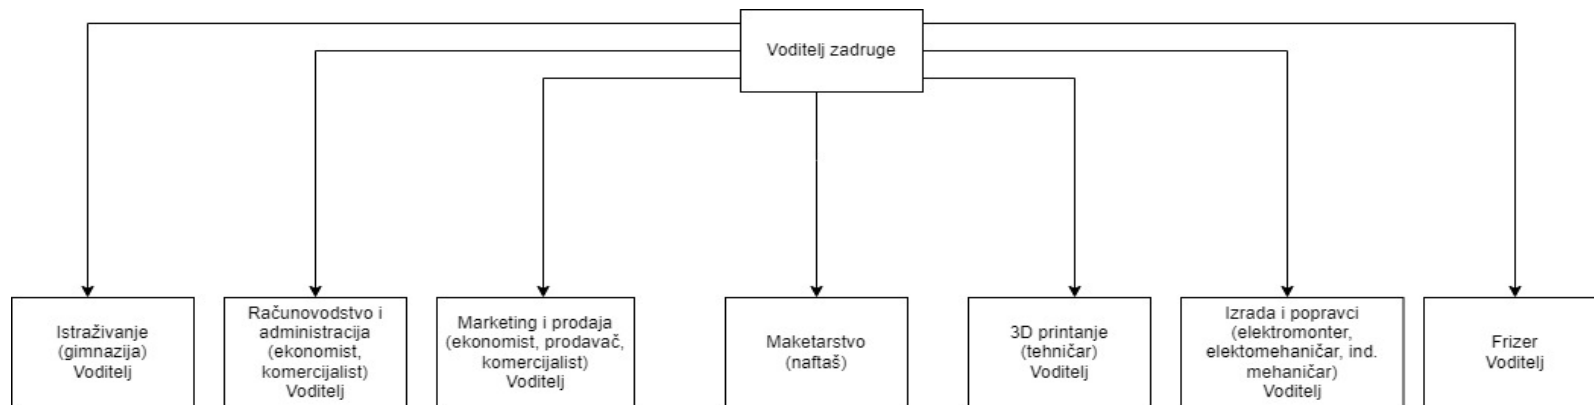 Voditelj zadruge
Istraživanje
(gimnazija)
Voditelj
Računovodstvo i
administracija
(ekonomist,
komercijalist)
Voditelj
Marketing i prodaja
(ekonomist, prodavač,
komercijalist)
Voditelj
Maketarstvo
(naftaš)
3D printanje
(tehničar)
Voditelj
Izrada i popravci
(elektromonter,
elektomehaničar, ind.
mehaničar)
Voditelj
Frizer
Voditelj